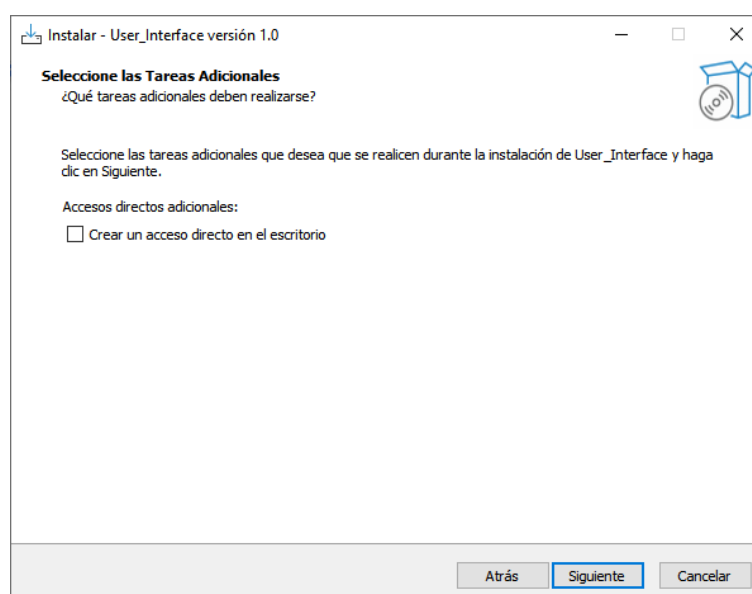 Instalar - User_Interface versión 1.0
Seleccione las Tareas Adicionales
¿Qué tareas adicionales deben realizarse?
Seleccione las tareas adicionales que desea que se realicen durante la instalación de User_Interface y haga
clic en Siguiente.
Accesos directos adicionales:
Crear un acceso directo en el escritorio
Atrás
Siguiente
Cancelar